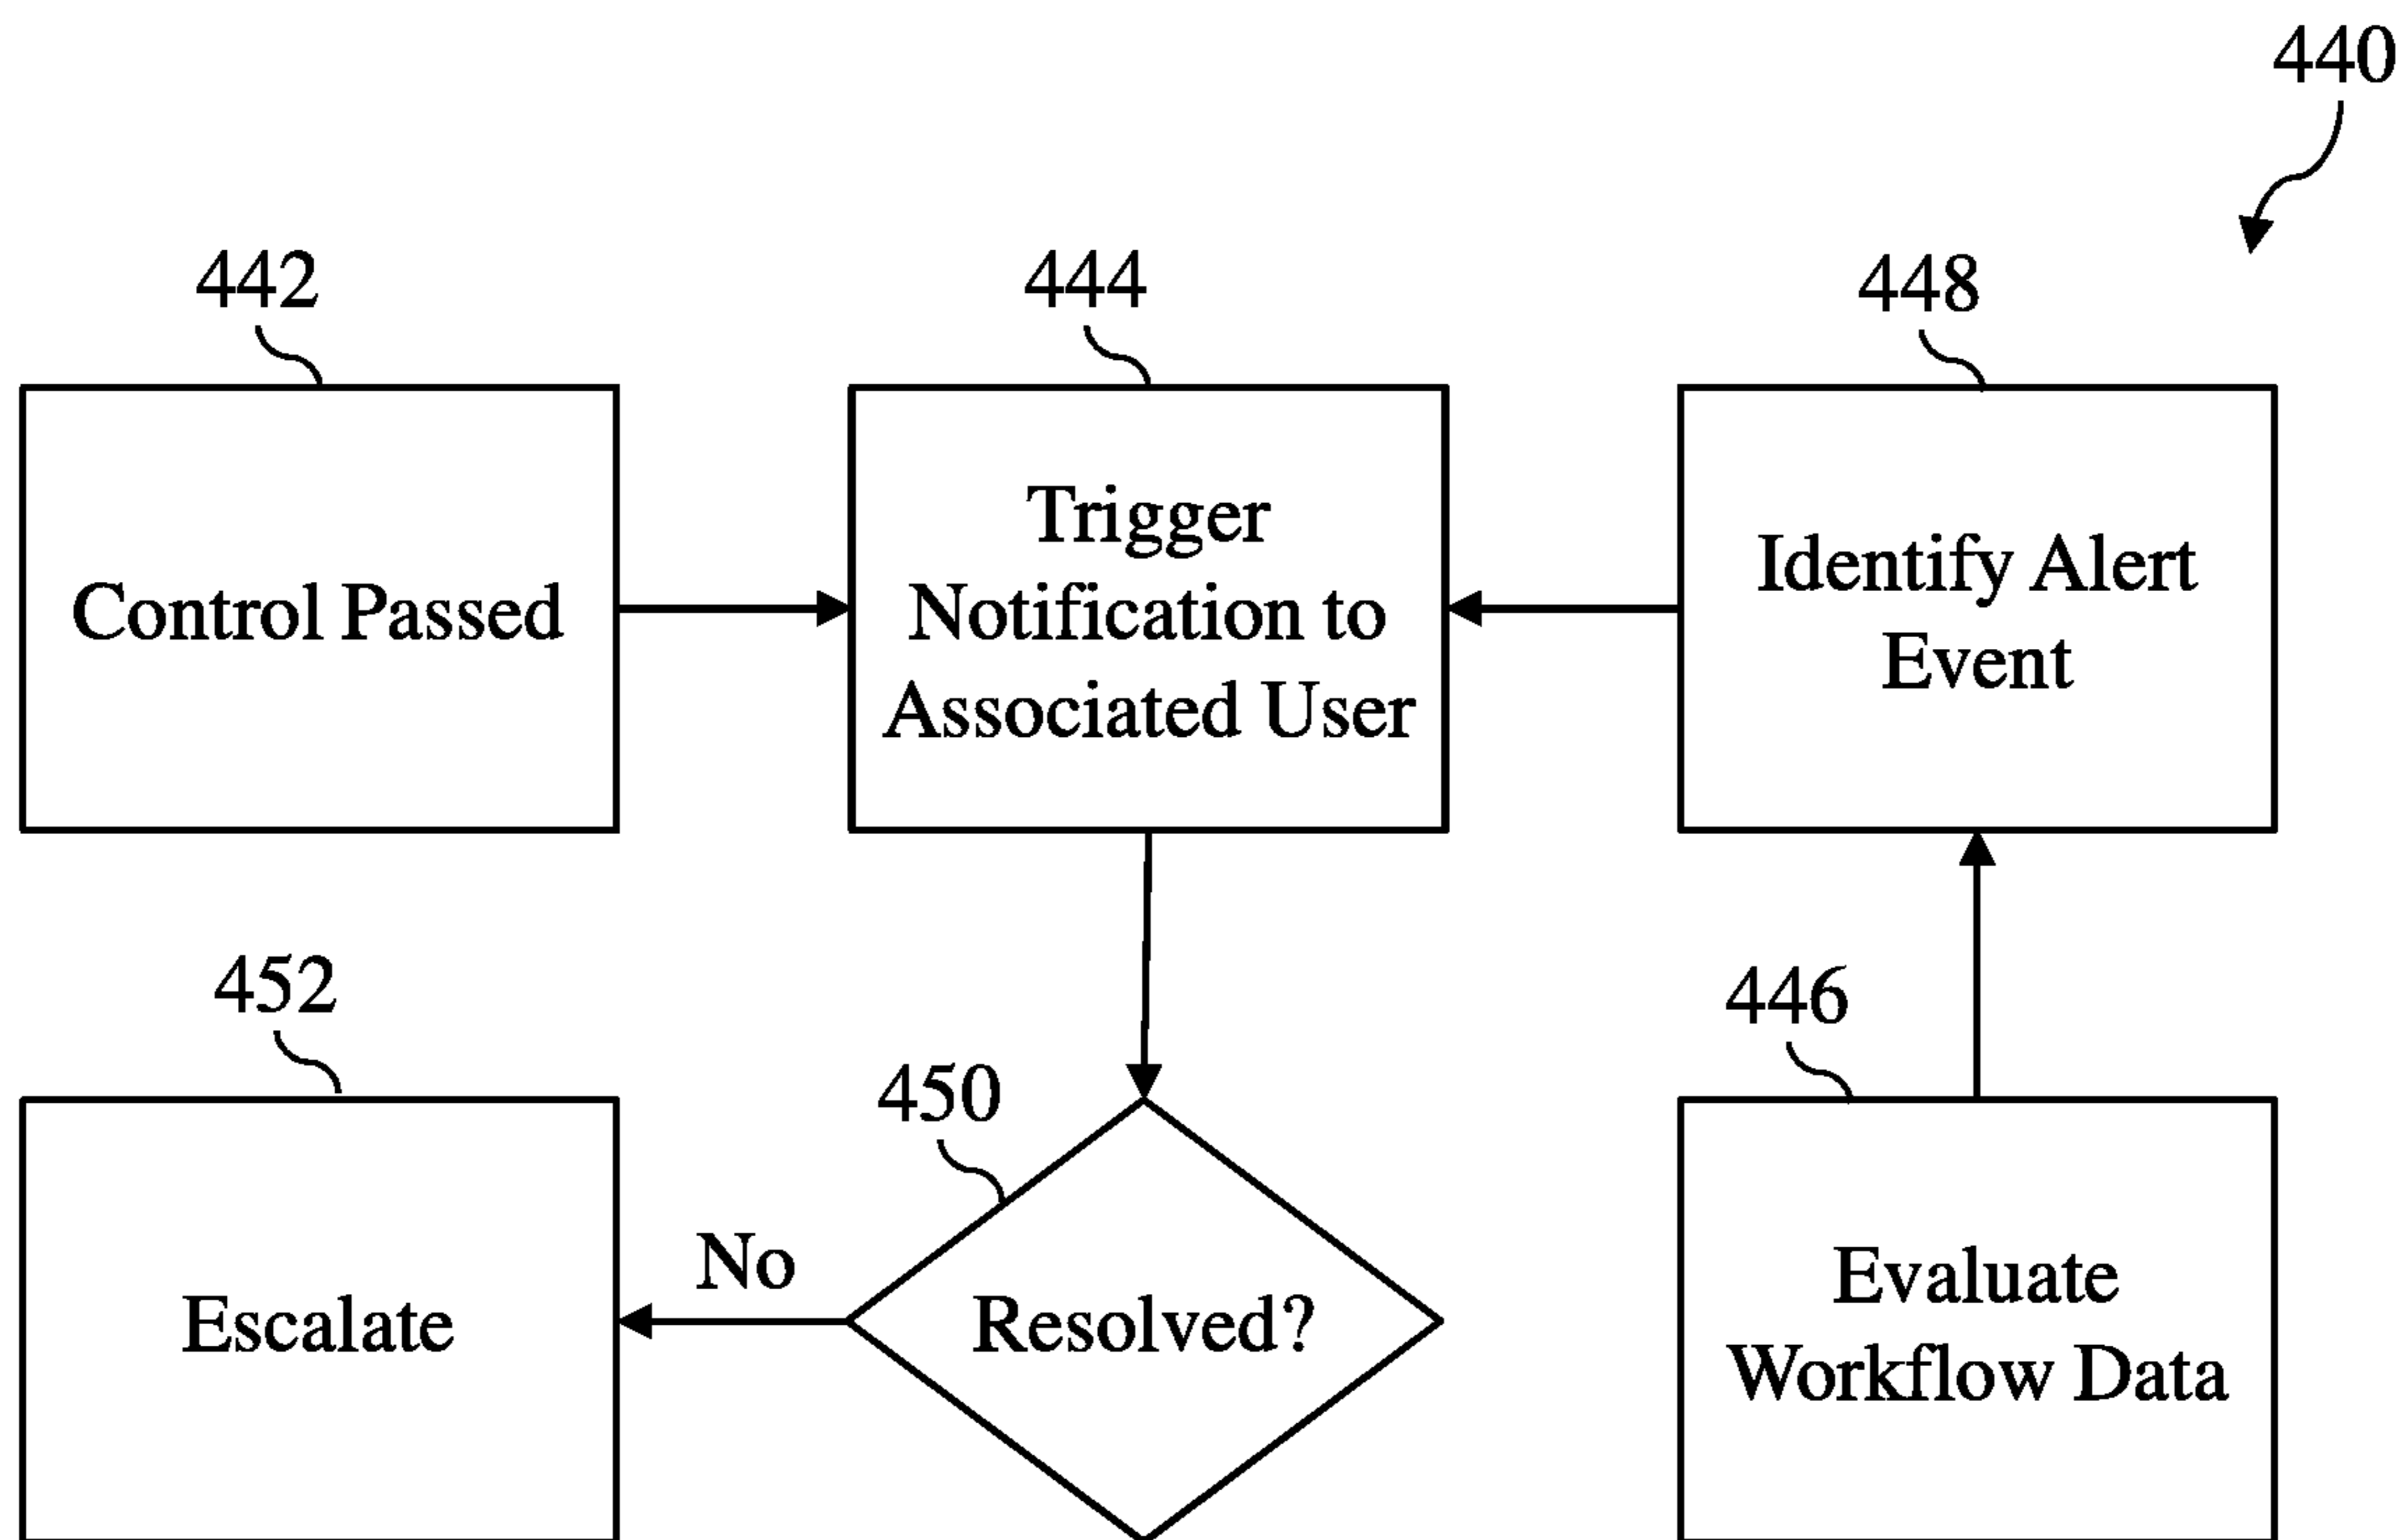 440
442
444
448
Control Passed
Trigger
Notification to
Associated User
Identify Alert
Event
452
450
446
No
Escalate
Resolved?
Evaluate
Workflow Data